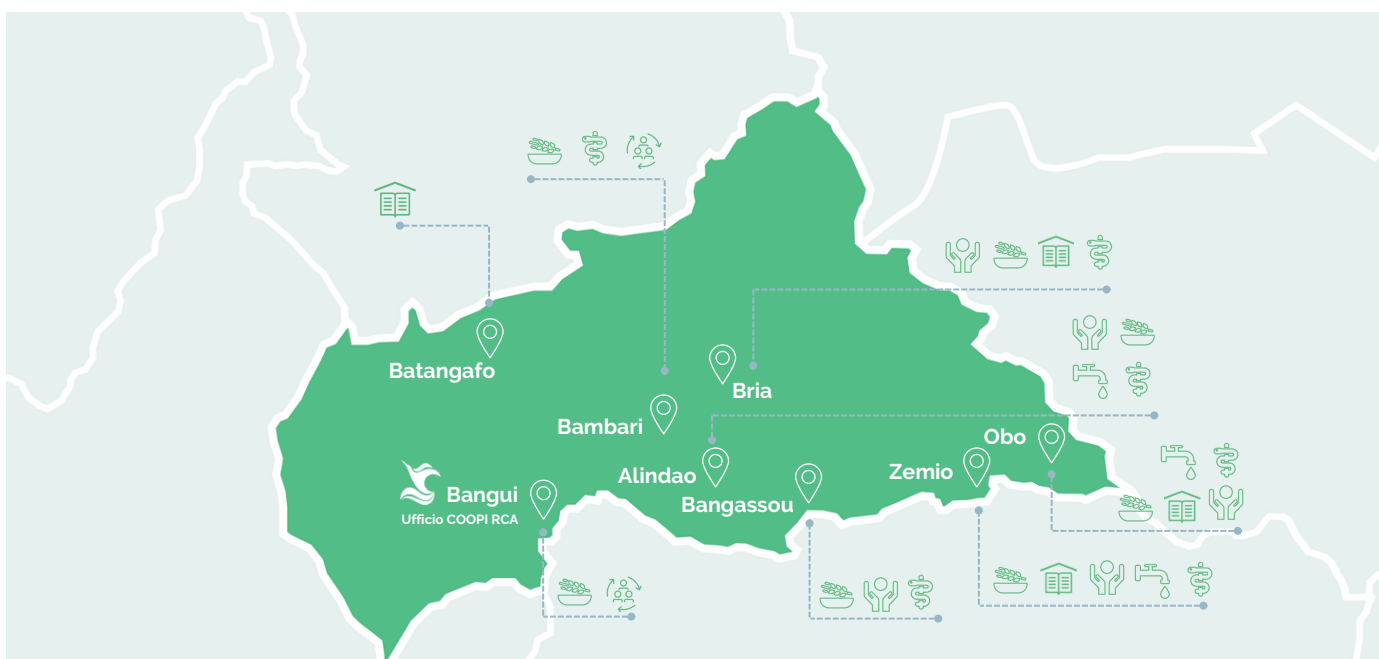 Batangafo
Bria
Bambari
Obo
Alindao
Zemio
Bangui
Bangassou
Ufficio COOPI RCA